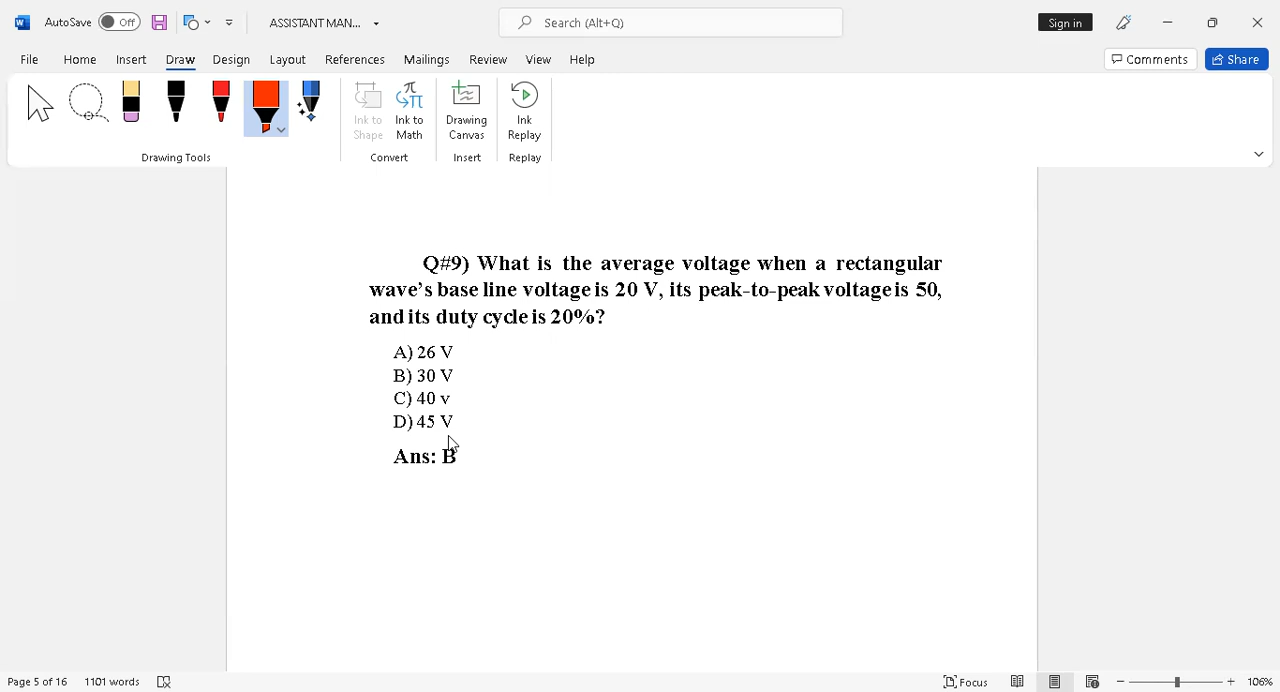 AutoSave Off ASSISTANT MAN... Search (Alt+Q) Sign in
File Home Insert Draw Design Layout References Mailings Review View Help Comments Share
Ink to Shape Ink to Math Drawing Canvas Ink Replay
Drawing Tools Convert Insert Replay
Q#9) What is the average voltage when a rectangular
wave’s base line voltage is 20 V, its peak-to-peak voltage is 50,
and its duty cycle is 20%?
A) 26 V
B) 30 V
C) 40 v
D) 45 V
Ans: B
Page 5 of 16 1101 words Focus 106%